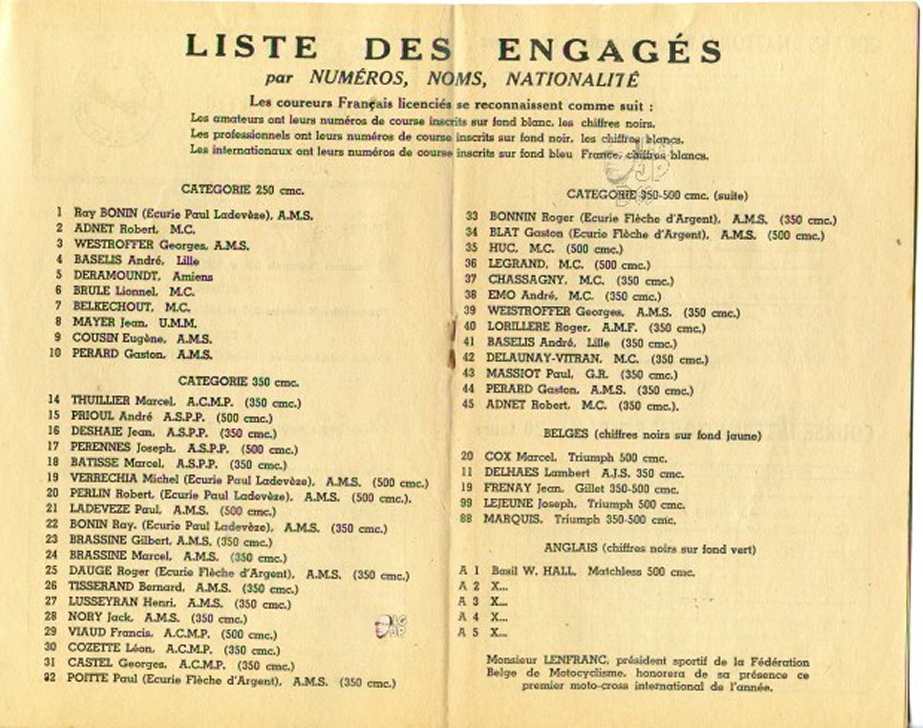 LISTE DES ENGAGÉS
par NUMÉROS, NOMS, NATIONALITÉ
Les coureurs Français licenciés se reconnaissent comme suit :
Les amateurs ont leurs numéros de course inscrits sur fond blanc, les chiffres noirs.
Les professionnels ont leurs numéros de course inscrits sur fond noir, les chiffres blancs.
Les internationaux ont leurs numéros de course inscrits sur fond bleu France, chiffres blancs.
CATEGORIE 250 cmc.
1 Ray BONIN (Ecurie Paul Ladevèze), A.M.S.
2 ADNET Robert, M.C.
3 WESTROFFER Georges, A.M.S.
4 BASELIS André, Lille
5 DERAMOUNDT, Amiens
6 BRULE Lionnel, M.C.
7 BELKECHOUT, M.C.
8 MAYER Jean, U.M.M.
9 COUSIN Eugène, A.M.S.
10 PERARD Gaston, A.M.S.
CATEGORIE 350 cmc.
14 THUILLIER Marcel, A.C.M.P. (350 cmc.)
15 PRIOUL André A.S.P.P. (500 cmc.)
16 DESHAIE Jean, A.S.P.P. (350 cmc.)
17 PERENNES Joseph, A.S.P.P. (500 cmc.)
18 BATISSE Marcel, A.S.P.P. (350 cmc.)
19 VERRECHIA Michel (Ecurie Paul Ladevèze), A.M.S. (500 cmc.)
20 PERLIN Robert, (Ecurie Paul Ladevèze), A.M.S. (500 cmc.).
21 LADEVEZE Paul, A.M.S. (500 cmc.)
22 BONIN Ray. (Ecurie Paul Ladevèze), A.M.S. (350 cmc.)
23 BRASSINE Gilbert, A.M.S, (350 cmc.)
24 BRASSINE Marcel, A.M.S. (350 cmc.)
25 DAUGE Roger (Ecurie Flèche d'Argent), A.M.S. (350 cmc.)
26 TISSERAND Bernard, A.M.S. (350 cmc.)
27 LUSSEYRAN Henri, A.M.S. (350 cmc.)
28 NORY Jack, A.M.S. (350 cmc.)
29 VIAUD Francis, A.C.M.P. (500 cmc.)
30 COZETTE Léon, A.C.M.P. (350 cmc.)
31 CASTEL Georges, A.C.M.P. (350 cmc.)
32 POITTE Paul (Ecurie Flèche d'Argent), A.M.S. (350 cmc.)
CATEGORIE 350-500 cmc. (suite)
33 BONNIN Roger (Ecurie Flèche d'Argent), A.M.S. (350 cmc.)
34 BLAT Gaston (Ecurie Flèche d'Argent), A.M.S. (500 cmc.)
35 HUC, M.C. (500 cmc.)
36 LEGRAND, M.C. (500 cmc.)
37 CHASSAGNY, M.C. (350 cmc.)
38 EMO André, M.C. (350 cmc.)
39 WEISTROFFER Georges, A.M.S. (350 cmc.)
40 LORILLERE Roger, A.M.F. (350 cmc.)
41 BASELIS André, Lille (350 cmc.)
42 DELAUNAY-VITRAN, M.C. (350 cmc.)
43 MASSIOT Paul, G.R. (350 cmc.)
44 PERARD Gaston, A.M.S. (350 cmc.)
45 ADNET Robert, M.C. (350 cmc.).
BELGES (chiffres noirs sur fond jaune)
20 COX Marcel, Triumph 500 cmc.
11 DELHAES Lambert A.J.S. 350 cmc.
19 FRENAY Jean, Gillet 350-500 cmc.
99 LEJEUNE Joseph, Triumph 500 cmc.
88 MARQUIS, Triumph 350-500 cmc.
ANGLAIS (chiffres noirs sur fond vert)
A 1 Basil W. HALL, Matchless 500 cmc.
A 2 X...
A 3 X...
A 4 X...
A 5 X...
Monsieur LENFRANC, président sportif de la Fédération
Belge de Motocyclisme, honorera de sa présence ce
premier moto-cross international de l'année.